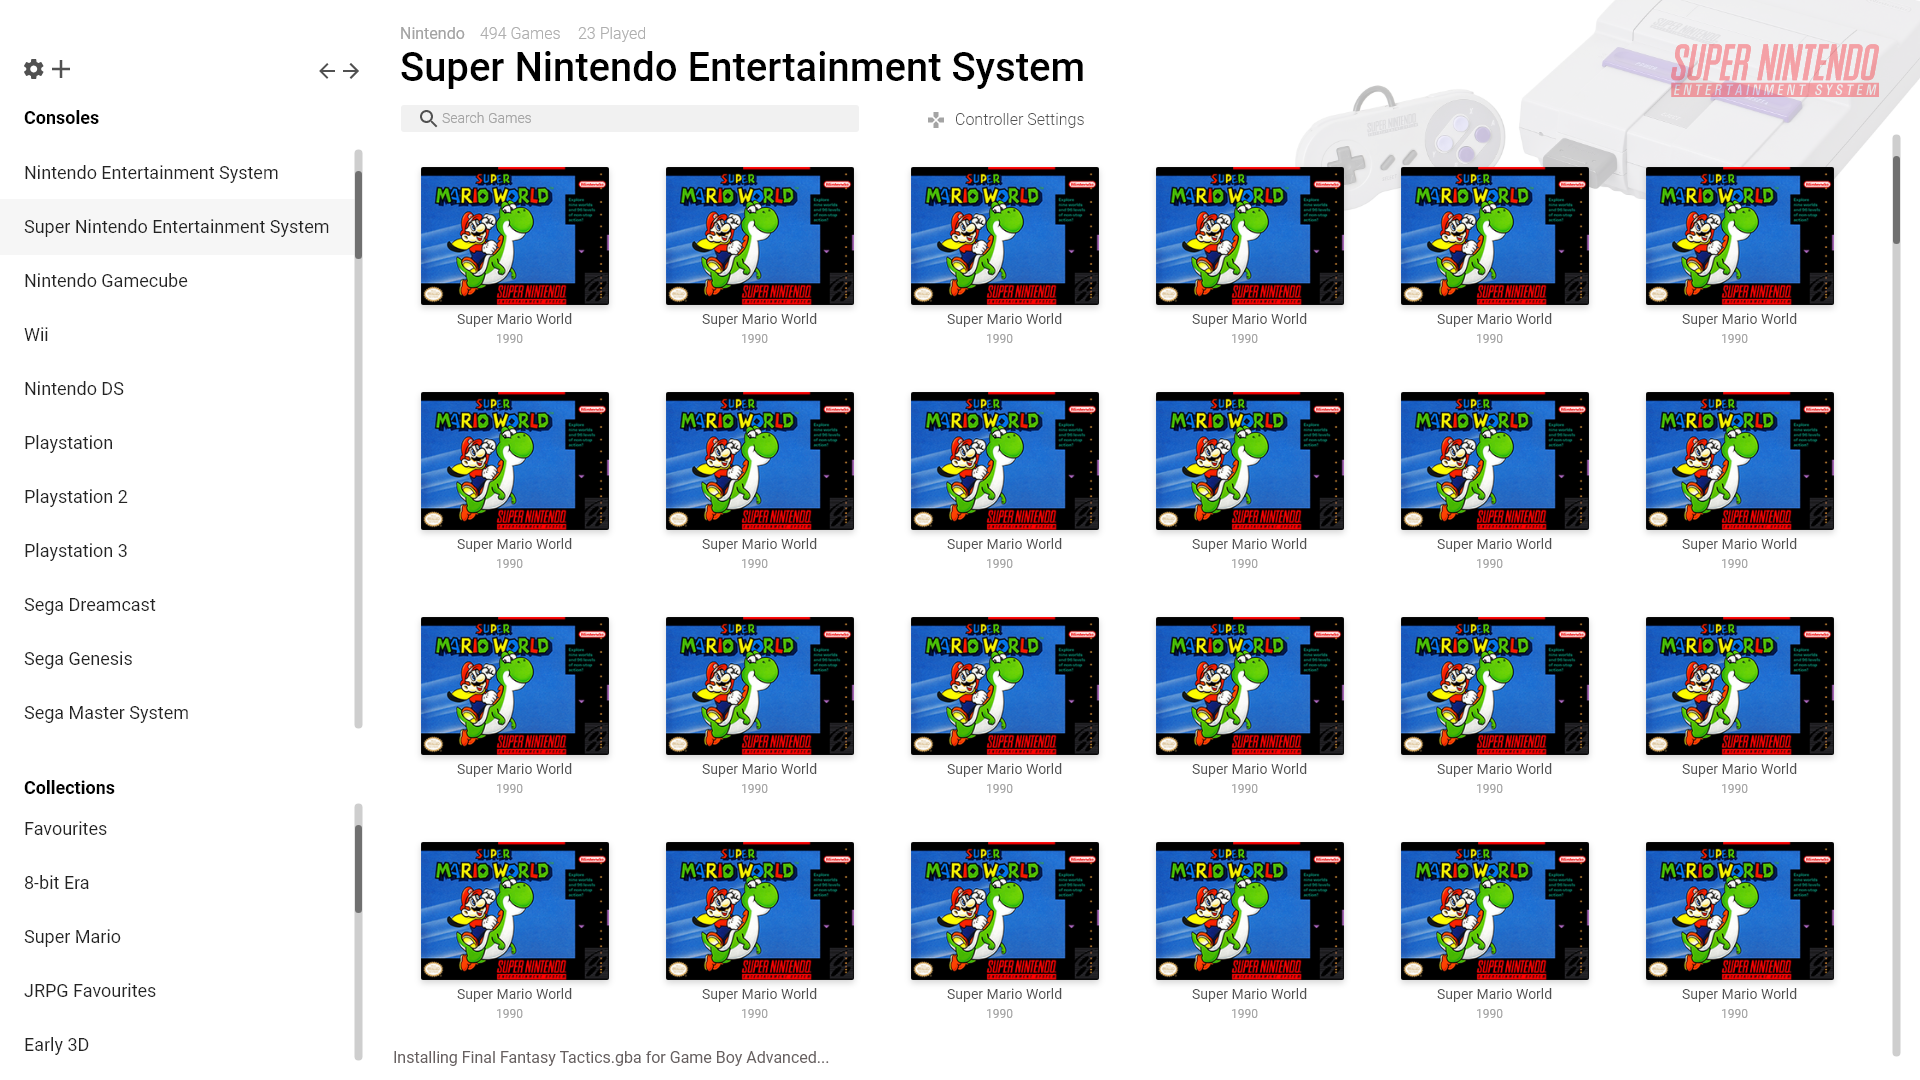 Nintendo 494 Games 23 Played
Super Nintendo Entertainment System
SUPER NINTENDO
ENTERTAINMENT SYSTEM
Search Games
Controller Settings
Consoles
Nintendo Entertainment System
Super Nintendo Entertainment System
Nintendo Gamecube
Wii
Nintendo DS
Playstation
Playstation 2
Playstation 3
Sega Dreamcast
Sega Genesis
Sega Master System
Collections
Favourites
8-bit Era
Super Mario
JRPG Favourites
Early 3D
Super Mario World Super Mario World Super Mario World Super Mario World Super Mario World Super Mario World
1990 1990 1990 1990 1990 1990
Super Mario World Super Mario World Super Mario World Super Mario World Super Mario World Super Mario World
1990 1990 1990 1990 1990 1990
Super Mario World Super Mario World Super Mario World Super Mario World Super Mario World Super Mario World
1990 1990 1990 1990 1990 1990
Super Mario World Super Mario World Super Mario World Super Mario World Super Mario World Super Mario World
1990 1990 1990 1990 1990 1990
Installing Final Fantasy Tactics.gba for Game Boy Advanced...